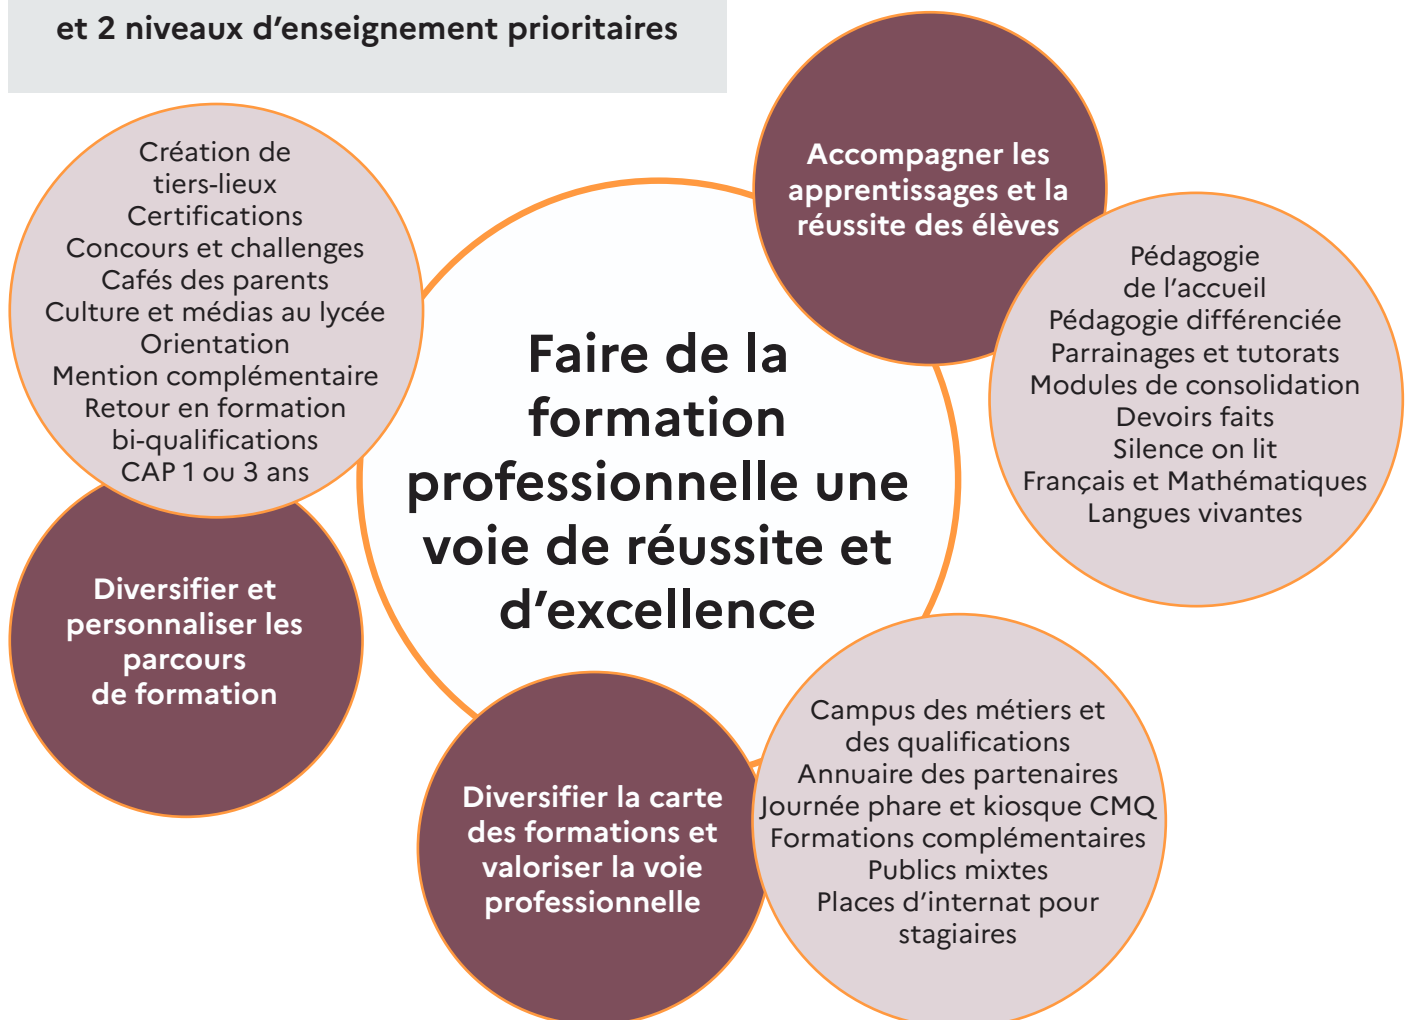 et 2 niveaux d’enseignement prioritaires
Création de
tiers-lieux
Certifications
Concours et challenges
Cafés des parents
Culture et médias au lycée
Orientation
Mention complémentaire
Retour en formation
bi-qualifications
CAP 1 ou 3 ans
Diversifier et
personnaliser les
parcours
de formation
Faire de la
formation
professionnelle une
voie de réussite et
d’excellence
Accompagner les
apprentissages et la
réussite des élèves
Pédagogie
de l’accueil
Pédagogie différenciée
Parrainages et tutorats
Modules de consolidation
Devoirs faits
Silence on lit
Français et Mathématiques
Langues vivantes
Diversifier la carte
des formations et
valoriser la voie
professionnelle
Campus des métiers et
des qualifications
Annuaire des partenaires
Journée phare et kiosque CMQ
Formations complémentaires
Publics mixtes
Places d’internat pour
stagiaires